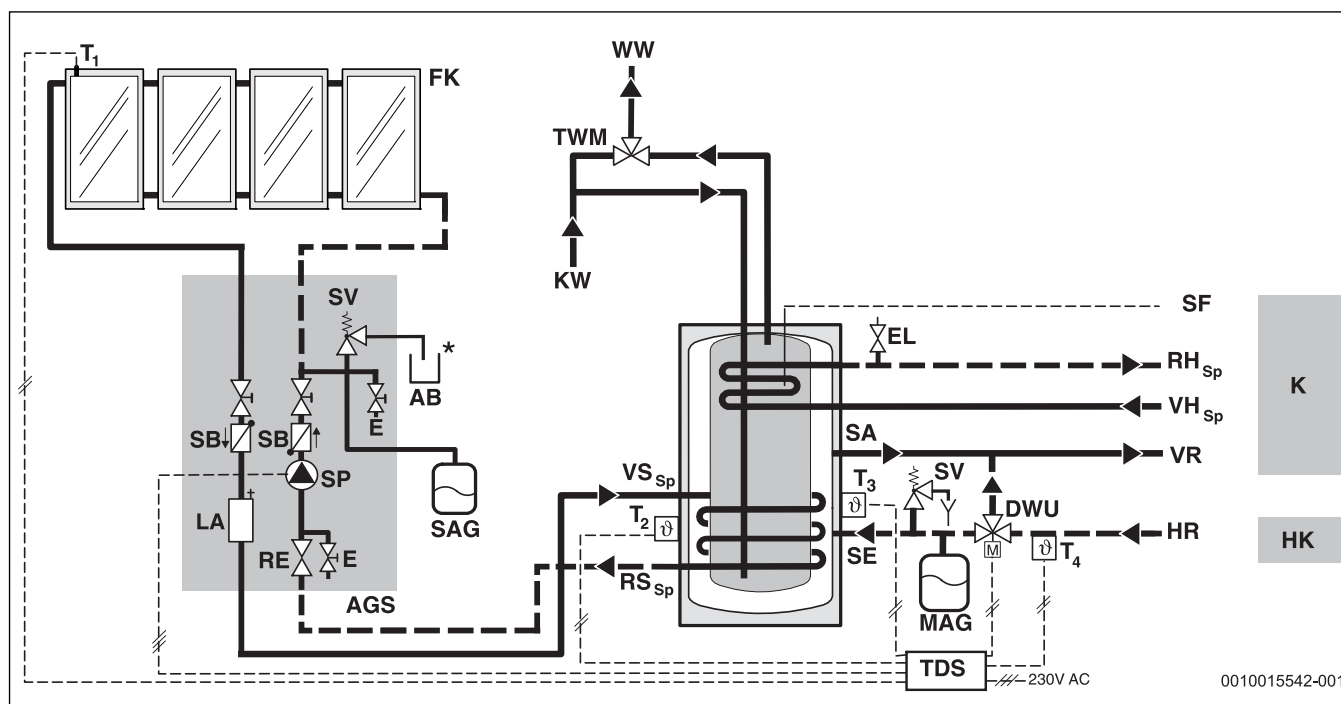 T1
FK
WW
TWM
KW
SV
*
AB
E
SB
SB
SP
LA
SAG
RE
E
AGS
SF
EL
RHSp
K
VHSp
SA
VR
VSSp
T2
ϑ
T3
ϑ
SV
DWU
M
HR
HK
SE
ϑ
T4
RSSp
MAG
TDS
230V AC
0010015542-001